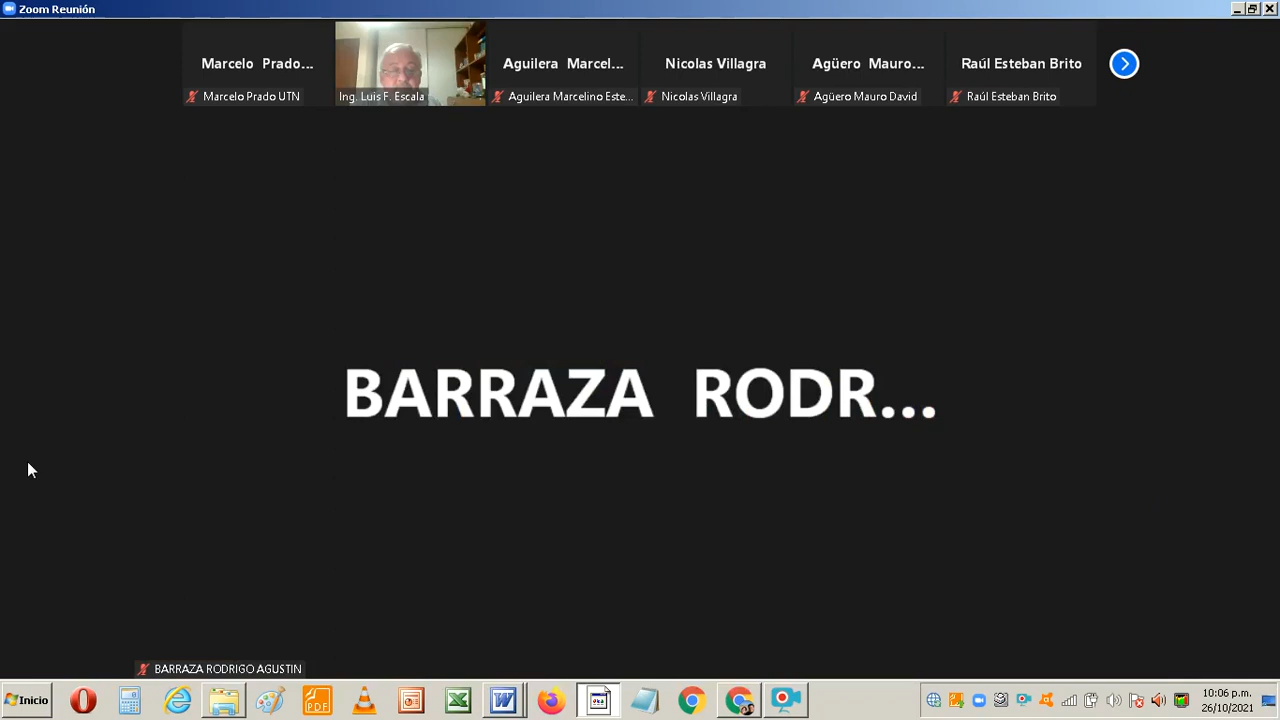 Zoom Reunión
Marcelo Prado...
Aguilera Marcel...
Nicolas Villagra
Agüero Mauro...
Raúl Esteban Brito
Marcelo Prado UTN
Ing. Luis F. Escala
Aguilera Marcelino Este...
Nicolas Villagra
Agüero Mauro David
Raúl Esteban Brito
BARRAZA RODR...
BARRAZA RODRIGO AGUSTIN
Inicio
PDF
10:06 p.m.
26/10/2021